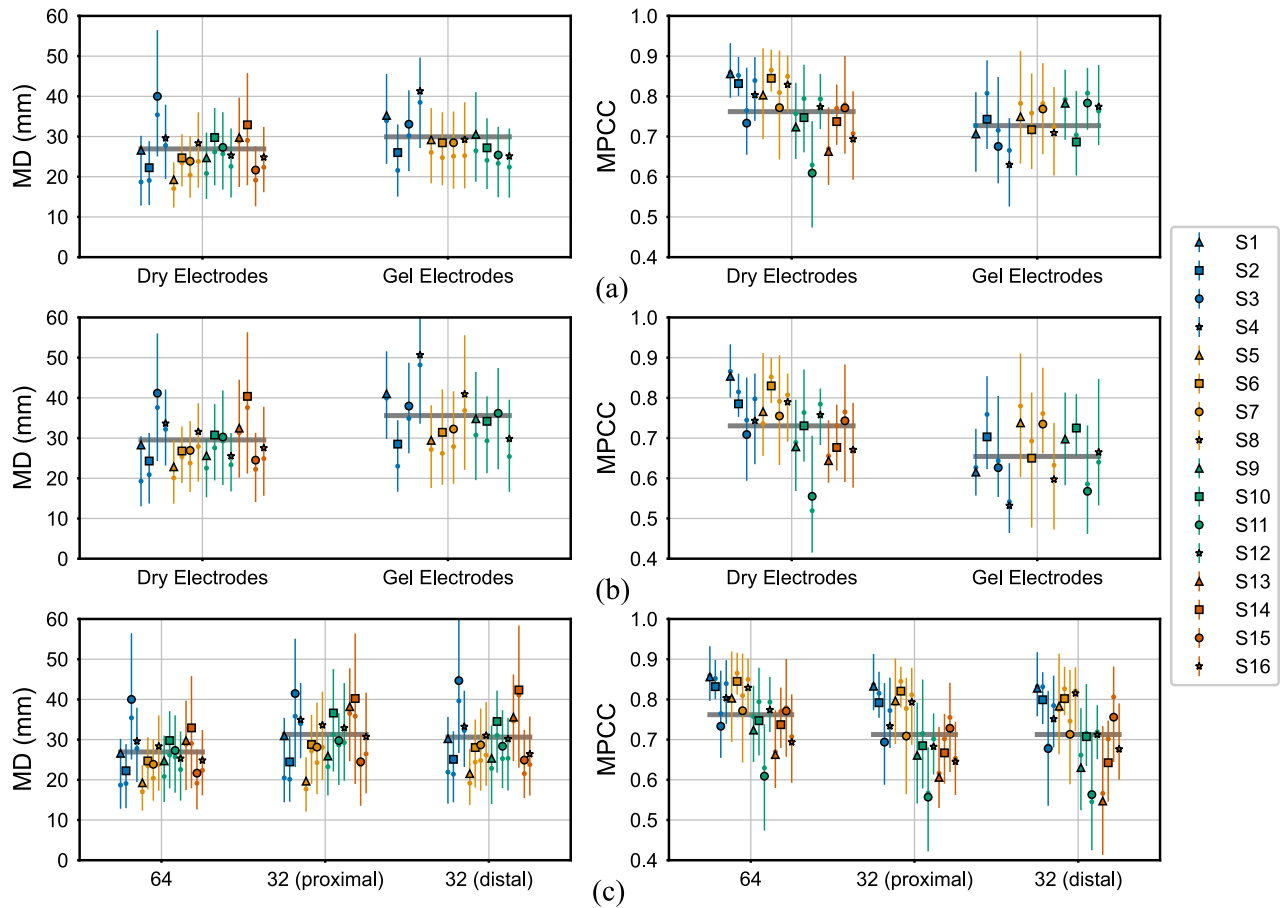 MD (mm)
60
50
40
30
20
10
0
Dry Electrodes
Gel Electrodes
MPCC
1.0
0.9
0.8
0.7
0.6
0.5
0.4
Dry Electrodes
Gel Electrodes
(a)
MD (mm)
60
50
40
30
20
10
0
Dry Electrodes
Gel Electrodes
MPCC
1.0
0.9
0.8
0.7
0.6
0.5
0.4
Dry Electrodes
Gel Electrodes
(b)
MD (mm)
60
50
40
30
20
10
0
64
32 (proximal)
32 (distal)
MPCC
1.0
0.9
0.8
0.7
0.6
0.5
0.4
64
32 (proximal)
32 (distal)
(c)
S1
S2
S3
S4
S5
S6
S7
S8
S9
S10
S11
S12
S13
S14
S15
S16